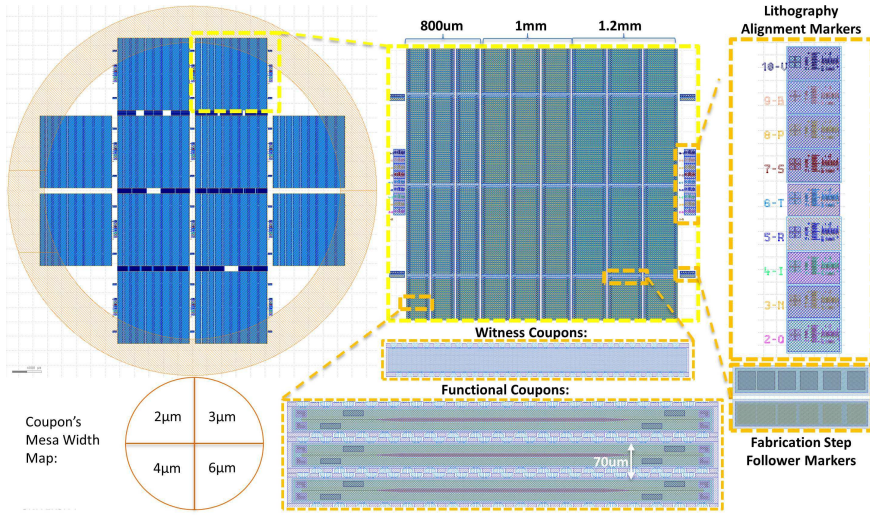 800um
1mm
1.2mm
Lithography
Alignment Markers
10-V
9-B
8-P
7-S
6-T
5-R
4-I
3-N
2-Q
Witness Coupons:
Functional Coupons:
70um
Fabrication Step
Follower Markers
Coupon's
Mesa Width
Map:
2µm
3µm
4µm
6µm